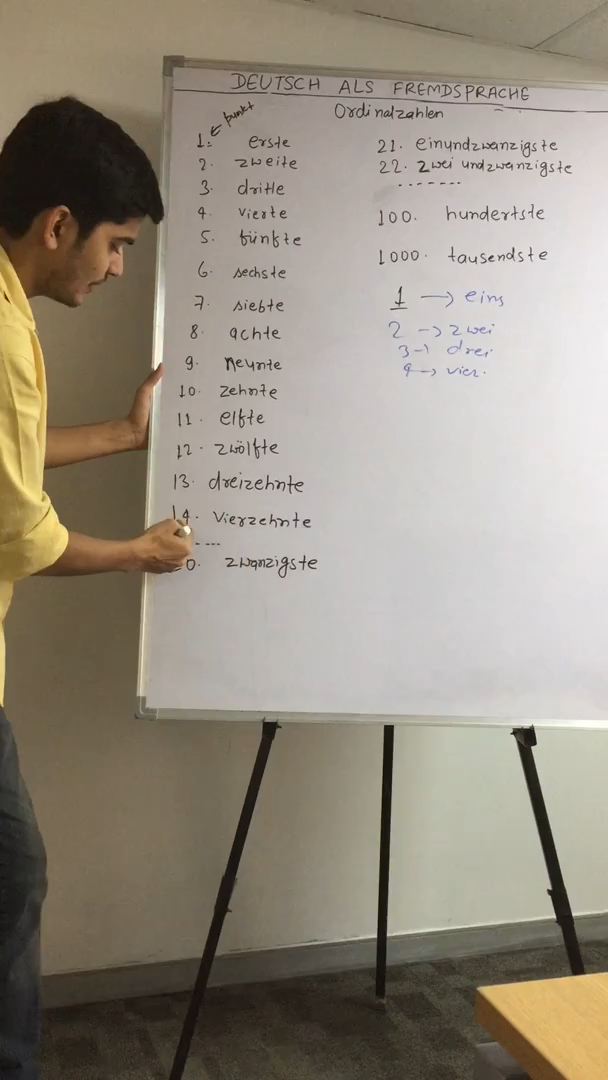 DEUTSCH ALS FREMDSPRACHE
Ordinalzahlen
punkt
1. erste
2. zweite
3. dritte
4. vierte
5. fünfte
6. sechste
7. siebte
8. achte
9. neunte
10. zehnte
11. elfte
12. zwölfte
13. dreizehnte
14. vierzehnte
-----
0. zwanzigste
21. einundzwanzigste
22. zweiundzwanzigste
-------
100. hundertste
1000. tausendste
1 → eins
2 → zwei
3 → drei
4 → vier.